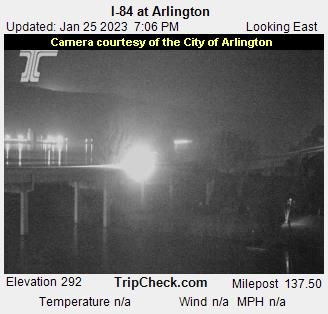 I-84 at Arlington
Updated: Jan 25 2023 7:06 PM Looking East
Camera courtesy of the City of Arlington
Elevation 292 TripCheck.com Milepost 137.50
Temperature n/a Wind n/a MPH n/a